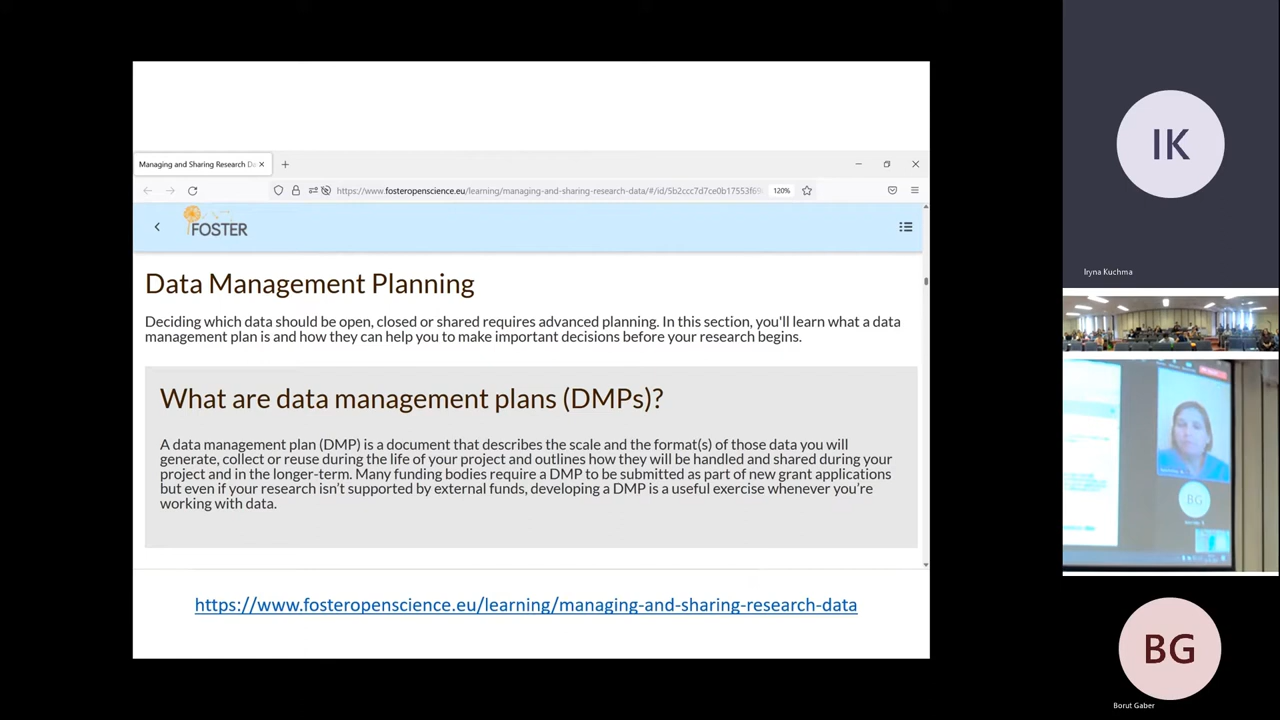 Managing and Sharing Research Da
https://www.fosteropenscience.eu/learning/managing-and-sharing-research-data/#/id/5b2ccc7d7ce0b17553f69
120%
FOSTER
Data Management Planning
Deciding which data should be open, closed or shared requires advanced planning. In this section, you'll learn what a data
management plan is and how they can help you to make important decisions before your research begins.
What are data management plans (DMPs)?
A data management plan (DMP) is a document that describes the scale and the format(s) of those data you will
generate, collect or reuse during the life of your project and outlines how they will be handled and shared during your
project and in the longer-term. Many funding bodies require a DMP to be submitted as part of new grant applications
but even if your research isn't supported by external funds, developing a DMP is a useful exercise whenever you're
working with data.
https://www.fosteropenscience.eu/learning/managing-and-sharing-research-data
IK
Iryna Kuchma
BG
BG
Borut Gaber